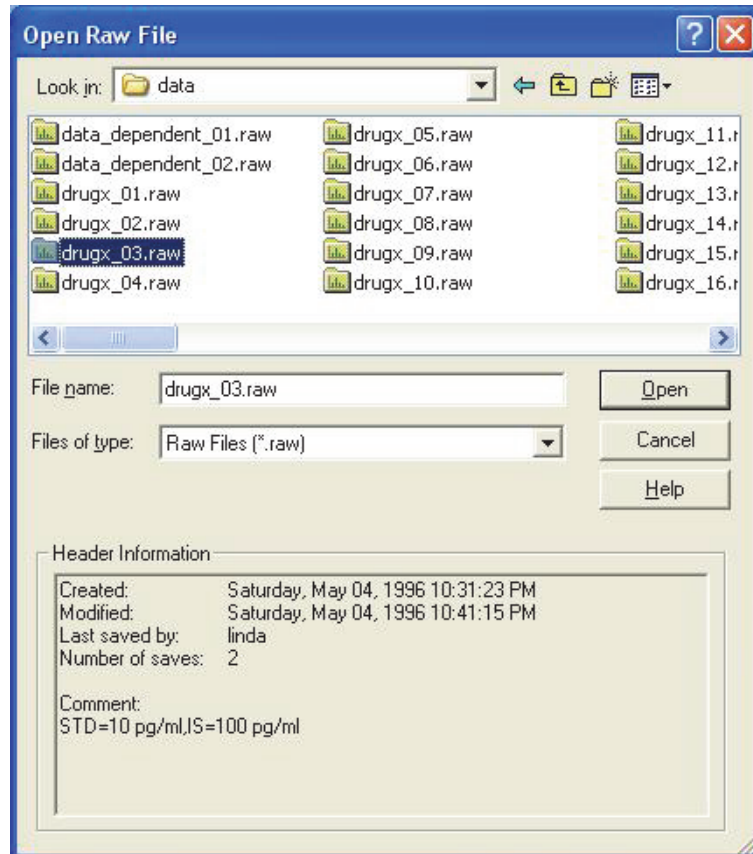 Open Raw File
Look in: data
data_dependent_01.raw
data_dependent_02.raw
drugx_01.raw
drugx_02.raw
drugx_03.raw
drugx_04.raw
drugx_05.raw
drugx_06.raw
drugx_07.raw
drugx_08.raw
drugx_09.raw
drugx_10.raw
drugx_11.r
drugx_12.r
drugx_13.r
drugx_14.r
drugx_15.r
drugx_16.r
File name: drugx_03.raw
Open
Files of type: Raw Files (*.raw)
Cancel
Help
Header Information
Created: Saturday, May 04, 1996 10:31:23 PM
Modified: Saturday, May 04, 1996 10:41:15 PM
Last saved by: linda
Number of saves: 2
Comment:
STD=10 pg/ml,IS=100 pg/ml